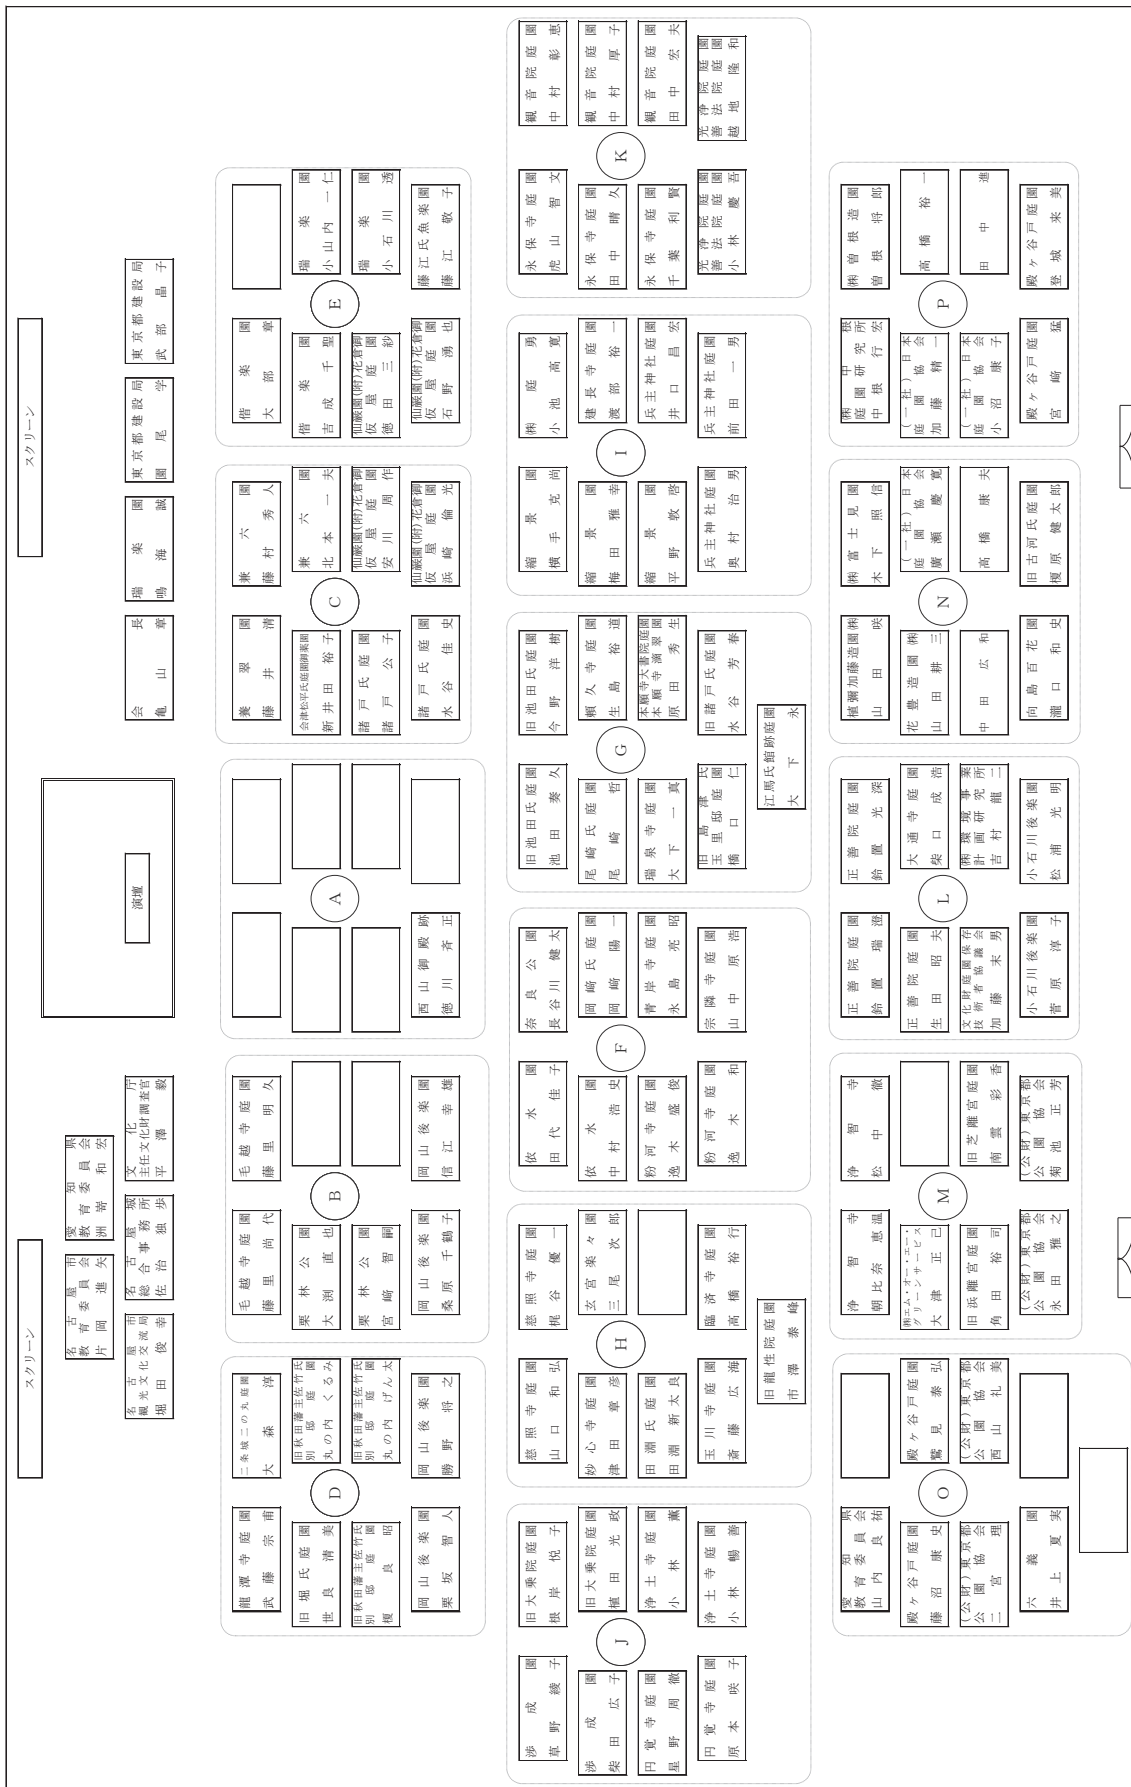 スクリーン
スクリーン
演壇
名古屋市
観光文化交流局
堀田 俊幸
名古屋市
教育委員会
片岡 進矢
名古屋城
総合事務所
佐治 独歩
愛知県
教育委員会
洲嵜 和宏
文化庁
主任文化財調査官
平澤 毅
会長
亀山 章
瑞楽園
鳴海 誠
東京都建設局
園尾 学
東京都建設局
武部 晶子
D
龍潭寺庭園
武藤 宗甫
旧堀氏庭園
世良 清美
旧秋田藩主佐竹氏
別邸庭園
榎 良昭
岡山後楽園
栗坂 智人
二条城二の丸庭園
大森 淳
旧秋田藩主佐竹氏
別邸庭園
丸の内 くるみ
旧秋田藩主佐竹氏
別邸庭園
丸の内 げん太
岡山後楽園
勝野 将之
B
毛越寺庭園
藤里 尚代
栗林公園
大渕 直也
栗林公園
宮崎 智嗣
岡山後楽園
桑原 千鶴子
毛越寺庭園
藤里 明久
岡山後楽園
信江 幸雄
A
西山御殿跡
徳川 斉正
C
養翠園
藤井 清
会津松平氏庭園御薬園
新井田 裕子
諸戸氏庭園
諸戸 公子
諸戸氏庭園
水谷 佳史
兼六園
藤村 秀人
兼六園
北本 一夫
仙巌園(附)花倉御
仮屋庭園
安川 周作
仙巌園(附)花倉御
仮屋庭園
浜崎 倫光
E
偕楽園
大部 章
偕楽園
吉成 千聖
仙巌園(附)花倉御
仮屋庭園
徳田 三紗
仙巌園(附)花倉御
仮屋庭園
石野 湧也
瑞楽園
小山内 一仁
瑞楽園
小石川 透
藤江氏魚楽園
藤江 敬子
J
渉成園
草野 綾子
渉成園
柴田 広子
円覚寺庭園
星野 周徹
円覚寺庭園
原本 咲子
旧大乗院庭園
根岸 悦子
旧大乗院庭園
植田 光政
浄土寺庭園
小林 薫
浄土寺庭園
小林 暢善
H
慈照寺庭園
山口 和弘
妙心寺庭園
津田 章彦
田淵氏庭園
田淵 新太良
玉川寺庭園
斎藤 広海
慈照寺庭園
梶谷 優一
玄宮楽々園
三尾 次郎
臨済寺庭園
高橋 裕行
旧龍性院庭園
市澤 泰峰
F
依水園
田代 佳子
依水園
中村 浩史
粉河寺庭園
逸木 盛俊
粉河寺庭園
逸木 和
奈良公園
長谷川 健太
岡﨑氏庭園
岡﨑 陽一
青岸寺庭園
永島 亮昭
宗隣寺庭園
山中 原浩
G
旧池田氏庭園
池田 奏久
尾崎氏庭園
尾崎 哲
瑞泉寺庭園
大下 一真
旧島津氏
玉里邸庭園
橋口 仁
旧池田氏庭園
今野 洋樹
頼久寺庭園
生島 裕道
本願寺大書院庭園
本願寺滴翠園
原田 秀生
旧諸戸氏庭園
水谷 芳春
江馬氏館跡庭園
大下 永
I
縮景園
横手 克尚
縮景園
梅田 雅幸
縮景園
平野 敦啓
兵主神社庭園
奥村 治男
㈱庭 勇
小池 高寛
建長寺庭園
渡部 裕一
兵主神社庭園
井口 昌宏
兵主神社庭園
前田 一男
K
永保寺庭園
虎山 智文
永保寺庭園
田中 晴久
永保寺庭園
千葉 利賢
光浄院庭園
善法院庭園
小林 慶吾
観音院庭園
中村 彰恵
観音院庭園
中村 厚子
観音院庭園
田中 宏夫
光浄院庭園
善法院庭園
越地 隆和
O
愛知県
教育委員会
山内 良祐
殿ヶ谷戸庭園
藤沼 康史
(公財)東京都
公園協会
二宮 理
六義園
井上 夏実
殿ヶ谷戸庭園
鷲見 泰弘
(公財)東京都
公園協会
西山 礼美
M
浄智寺
朝比奈 恵温
㈱エム・オー・エー・
グリーンサービス
大津 正己
旧浜離宮庭園
角田 裕司
(公財)東京都
公園協会
永田 雅之
浄智寺
松中 徹
旧芝離宮庭園
南雲 彩香
(公財)東京都
公園協会
菊池 正芳
L
正善院庭園
鈴置 瑞澄
正善院庭園
生田 昭夫
文化財庭園保存
技術者協議会
加藤 末男
小石川後楽園
菅原 淳子
正善院庭園
鈴置 光深
大通寺庭園
柴口 成浩
㈱環境事業
計画研究所
吉村 龍二
小石川後楽園
松浦 光明
N
植彌加藤造園㈱
山田 咲
花豊造園㈱
山田 耕三
中田 広和
向島百花園
瀧口 和史
㈱富士見園
木下 照信
(一社)日本
庭園協会
廣瀬 慶寛
高橋 康夫
旧古河氏庭園
榎原 健太郎
P
㈱中根
庭園研究所
中根 行宏
(一社)日本
庭園協会
加藤 精一
(一社)日本
庭園協会
小沼 康子
殿ヶ谷戸庭園
宮﨑 猛
㈱曽根造園
曽根 将郎
高橋 裕一
田中 進
殿ヶ谷戸庭園
登城 来美